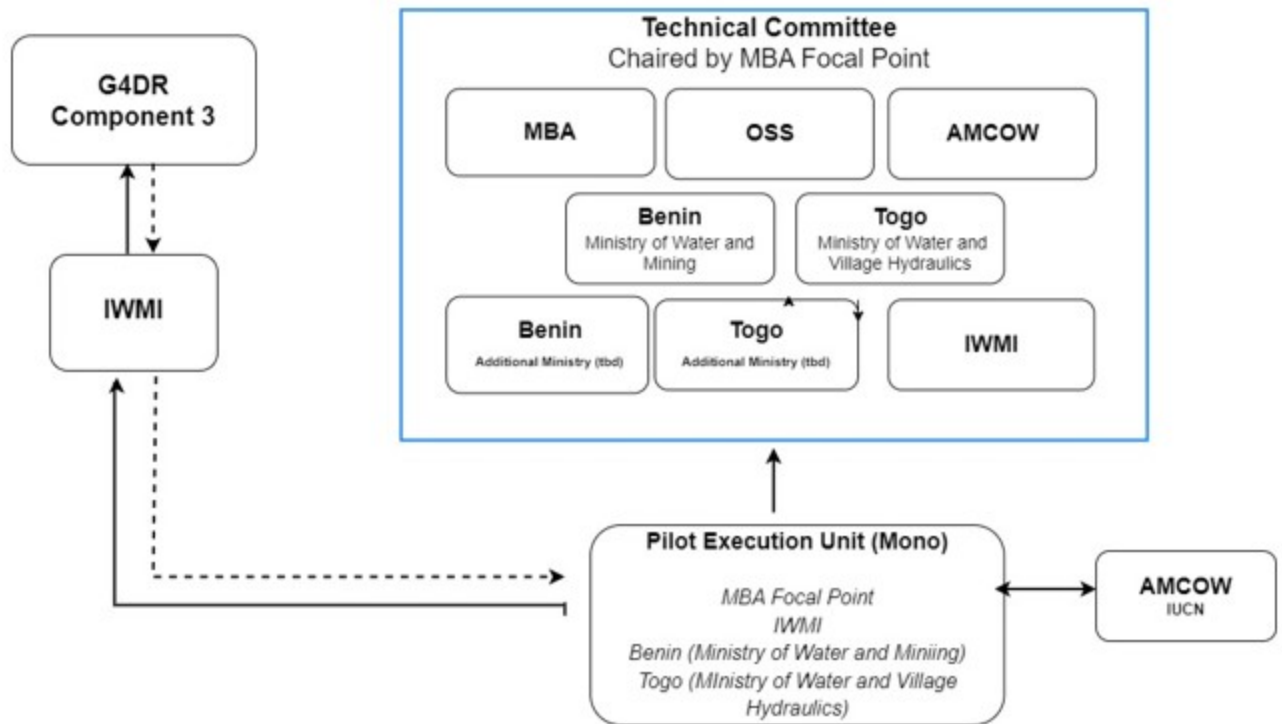 Technical Committee
Chaired by MBA Focal Point
G4DR
Component 3
MBA
OSS
AMCOW
Benin
Ministry of Water and
Mining
Togo
Ministry of Water and
Village Hydraulics
IWMI
Benin
Additional Ministry (tbd)
Togo
Additional Ministry (tbd)
IWMI
Pilot Execution Unit (Mono)
MBA Focal Point
IWMI
Benin (Ministry of Water and Miniing)
Togo (MInistry of Water and Village
Hydraulics)
AMCOW
IUCN